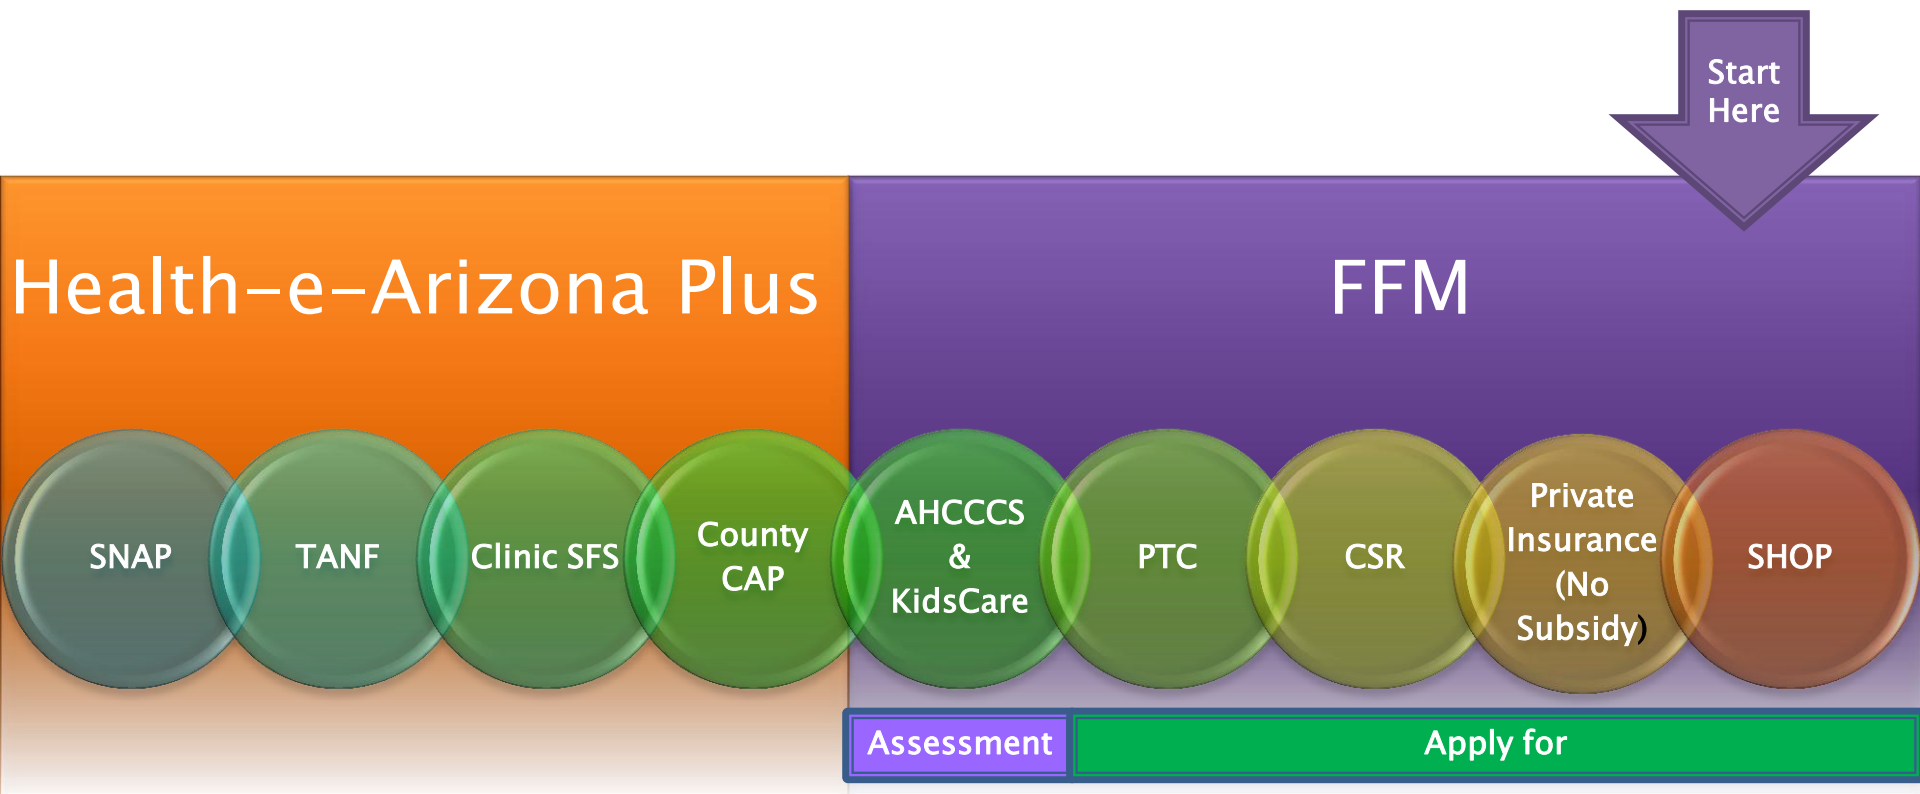 Start
Here
Health-e-Arizona Plus
FFM
SNAP
TANF
Clinic SFS
County
CAP
AHCCCS
&
KidsCare
PTC
CSR
Private
Insurance
(No
Subsidy)
SHOP
Assessment
Apply for